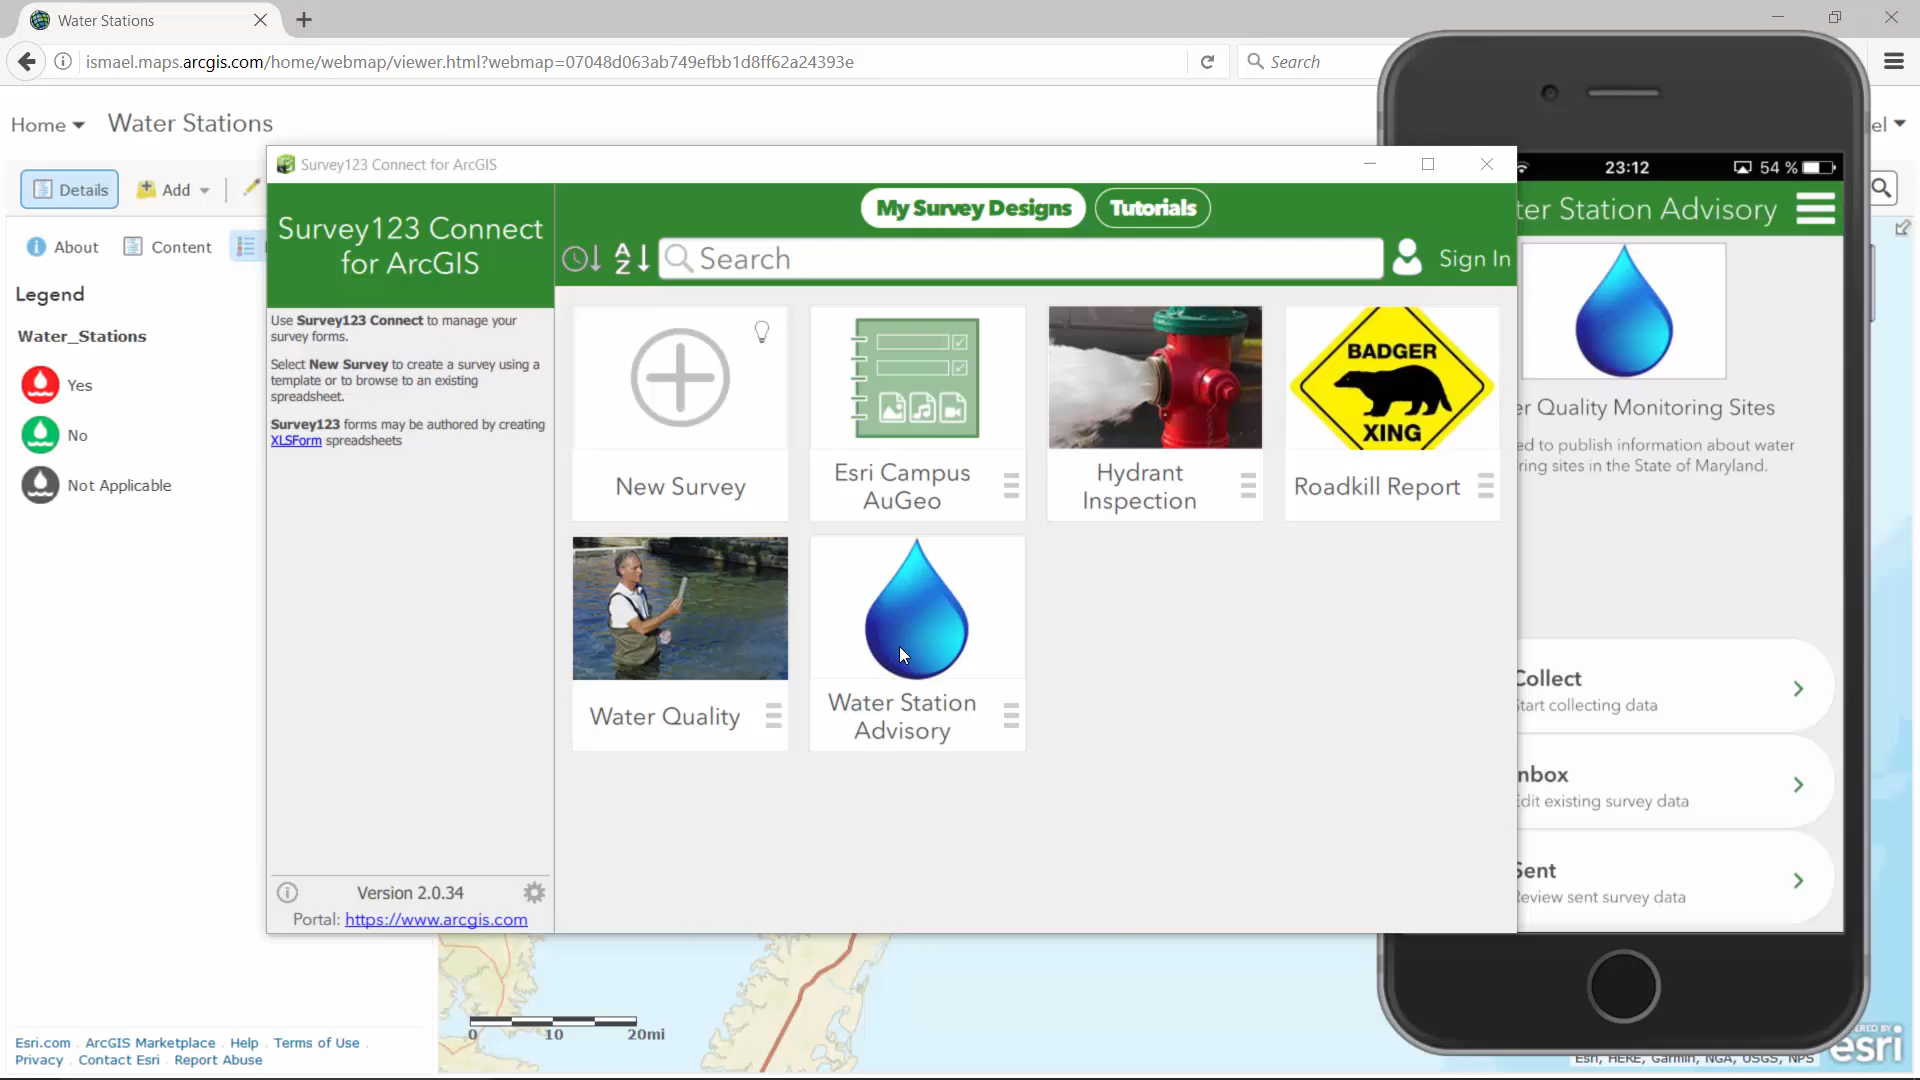 Water Stations
ismael.maps.arcgis.com/home/webmap/viewer.html?webmap=07048d063ab749efbb1d8ff62a24393e
Search
Home
Water Stations
el
Details
Add
About
Content
Legend
Water_Stations
Yes
No
Not Applicable
Survey123 Connect for ArcGIS
Survey123 Connect
for ArcGIS
Use Survey123 Connect to manage your
survey forms.
Select New Survey to create a survey using a
template or to browse to an existing
spreadsheet.
Survey123 forms may be authored by creating
XLSForm spreadsheets
Version 2.0.34
Portal: https://www.arcgis.com
My Survey Designs
Tutorials
A
Z
Search
Sign In
New Survey
Esri Campus
AuGeo
Hydrant
Inspection
BADGER
XING
Roadkill Report
Water Quality
Water Station
Advisory
23:12
54 %
ter Station Advisory
er Quality Monitoring Sites
ed to publish information about water
ring sites in the State of Maryland.
Collect
Start collecting data
Inbox
Edit existing survey data
Sent
Review sent survey data
0 10 20mi
Esri.com . ArcGIS Marketplace . Help . Terms of Use .
Privacy . Contact Esri . Report Abuse
ERED BY
esri
Esri, HERE, Garmin, NGA, USGS, NPS